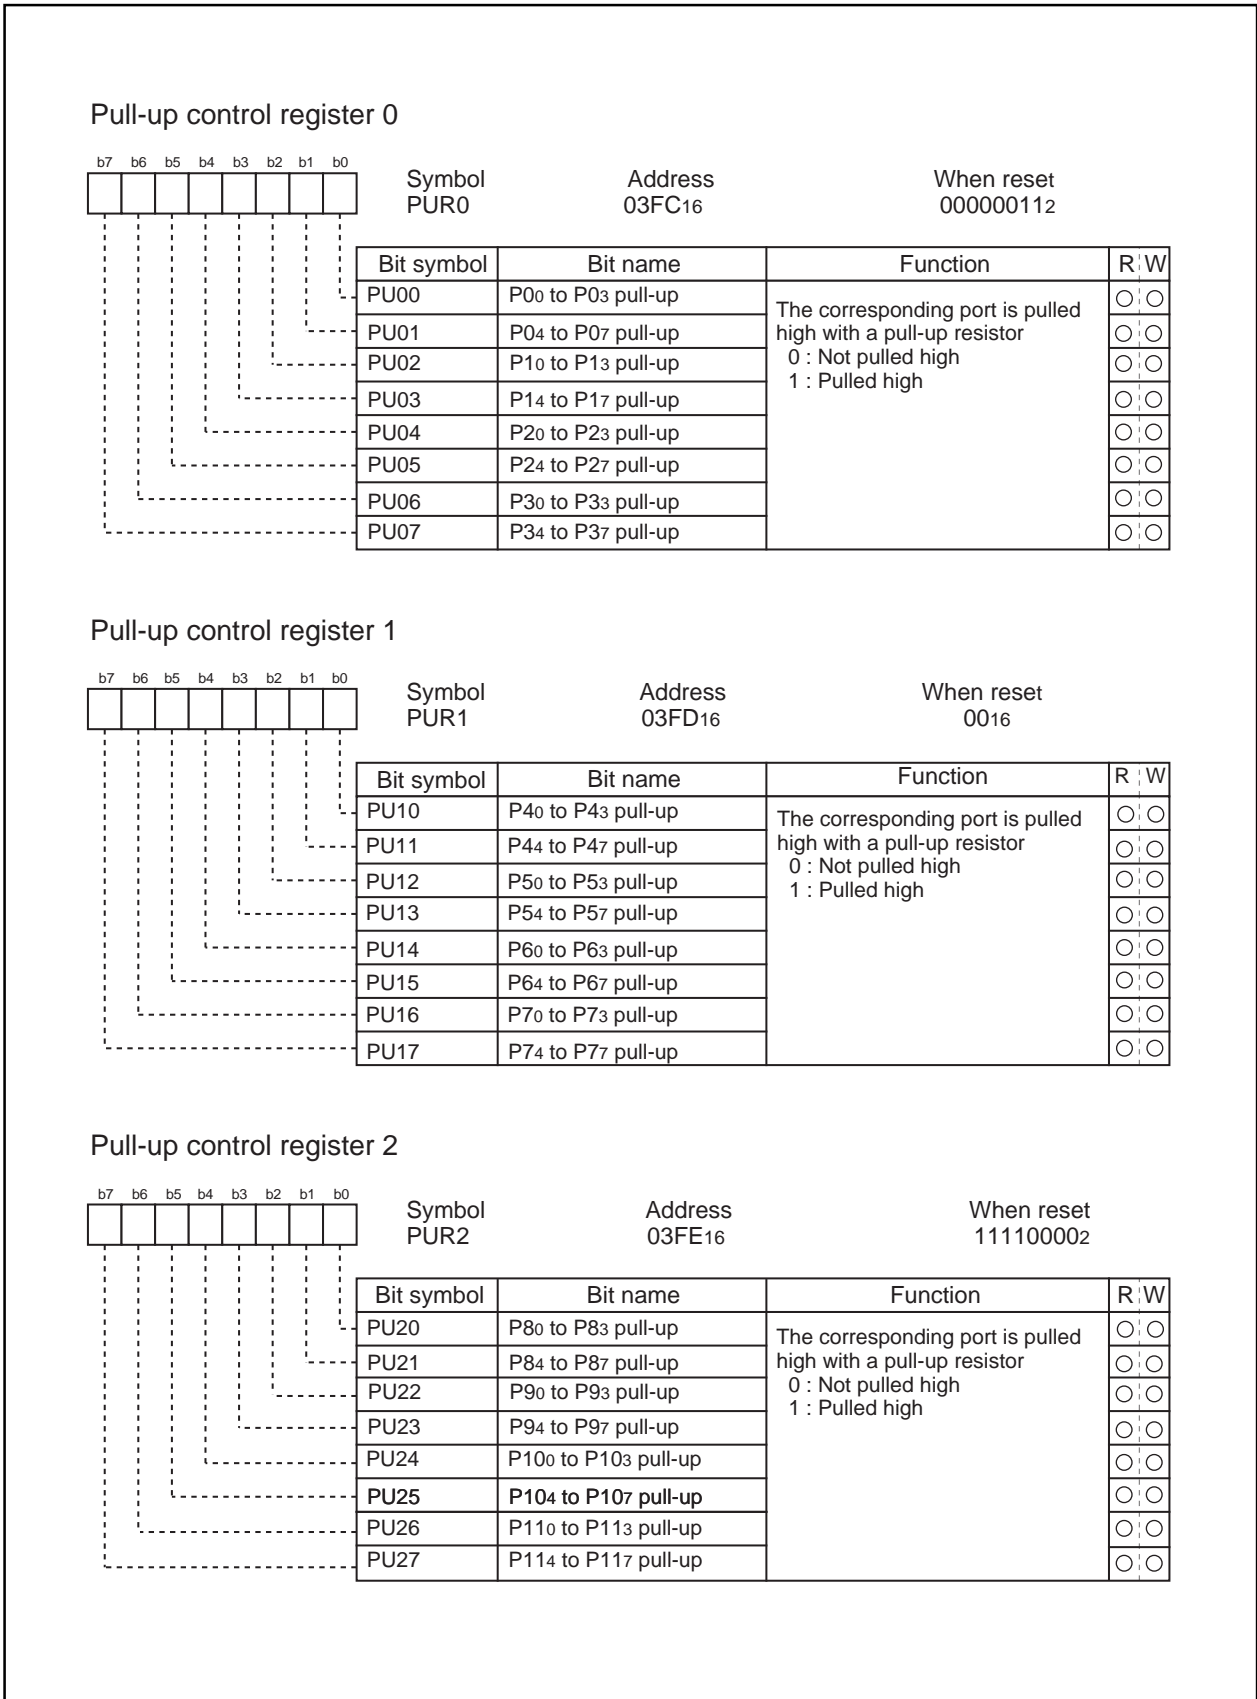 Pull-up control register 0
b7 b6 b5 b4 b3 b2 b1 b0
Symbol Address When reset
PUR0 03FC16 000000112
Bit symbol Bit name Function R W
PU00 P00 to P03 pull-up
The corresponding port is pulled
PU01 P04 to P07 pull-up high with a pull-up resistor
PU02 P10 to P13 pull-up 0 : Not pulled high
1 : Pulled high
PU03 P14 to P17 pull-up
PU04 P20 to P23 pull-up
PU05 P24 to P27 pull-up
PU06 P30 to P33 pull-up
PU07 P34 to P37 pull-up
Pull-up control register 1
b7 b6 b5 b4 b3 b2 b1 b0
Symbol Address When reset
PUR1 03FD16 0016
Bit symbol Bit name Function R W
PU10 P40 to P43 pull-up
The corresponding port is pulled
PU11 P44 to P47 pull-up high with a pull-up resistor
0 : Not pulled high
PU12 P50 to P53 pull-up 1 : Pulled high
PU13 P54 to P57 pull-up
PU14 P60 to P63 pull-up
PU15 P64 to P67 pull-up
PU16 P70 to P73 pull-up
PU17 P74 to P77 pull-up
Pull-up control register 2
b7 b6 b5 b4 b3 b2 b1 b0
Symbol Address When reset
PUR2 03FE16 111100002
Bit symbol Bit name Function R W
PU20 P80 to P83 pull-up
The corresponding port is pulled
PU21 P84 to P87 pull-up high with a pull-up resistor
0 : Not pulled high
PU22 P90 to P93 pull-up
1 : Pulled high
PU23 P94 to P97 pull-up
PU24 P100 to P103 pull-up
PU25 P104 to P107 pull-up
PU26 P110 to P113 pull-up
PU27 P114 to P117 pull-up